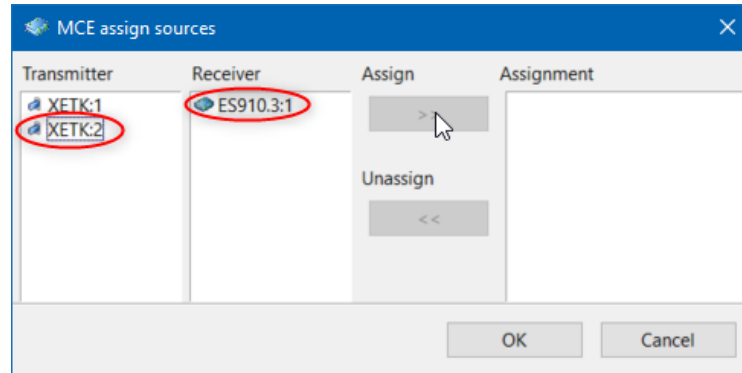 MCE assign sources
Transmitter
Receiver
Assign
Assignment
XETK:1
ES910.3:1
>>
XETK:2
Unassign
<<
OK
Cancel